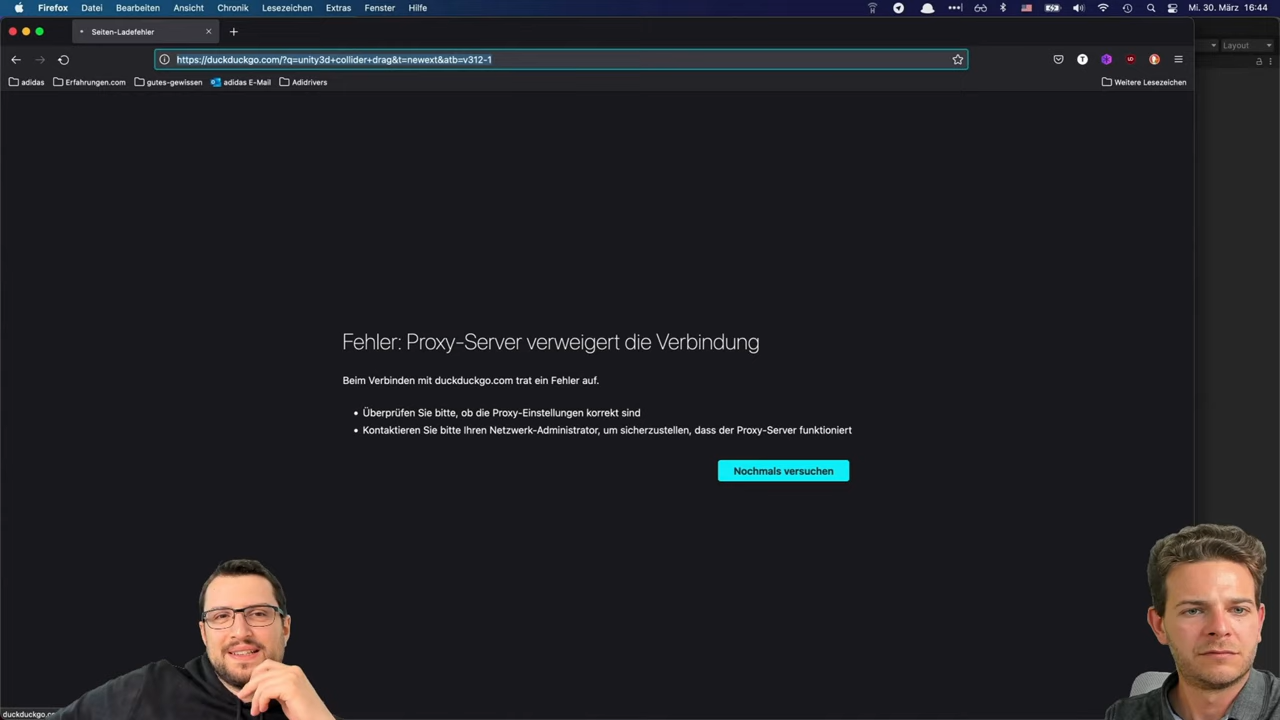 Firefox Datei Bearbeiten Ansicht Chronik Lesezeichen Extras Fenster Hilfe Mi. 30. März 16:44
Seiten-Ladefehler
Layout
https://duckduckgo.com/?q=unity3d+collider+drag&t=newext&atb=v312-1
adidas Erfahrungen.com gutes-gewissen adidas E-Mail Adidrivers Weitere Lesezeichen
Fehler: Proxy-Server verweigert die Verbindung
Beim Verbinden mit duckduckgo.com trat ein Fehler auf.
• Überprüfen Sie bitte, ob die Proxy-Einstellungen korrekt sind
• Kontaktieren Sie bitte Ihren Netzwerk-Administrator, um sicherzustellen, dass der Proxy-Server funktioniert
Nochmals versuchen
duckduckgo.co